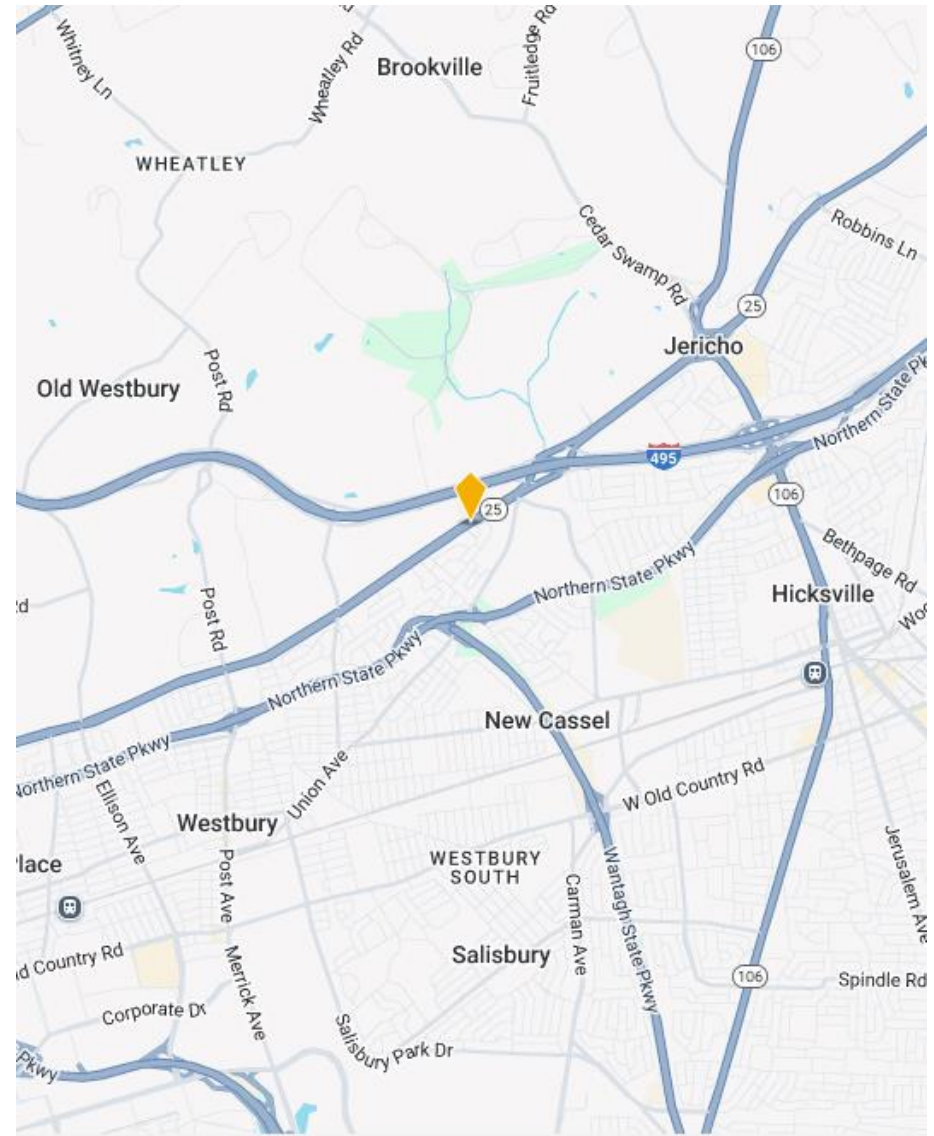 Whitney Ln
Wheatley Rd
Brookville
Fruitledge Rd
106
WHEATLEY
Cedar Swamp Rd
Robbins Ln
25
Jericho
Old Westbury
Post Rd
Northern State Pk
495
25
106
Bethpage Rd
Northern State Pkwy
Hicksville
Post Rd
Northern State Pkwy
New Cassel
Northern State Pkwy
Union Ave
W Old Country Rd
Ellison Ave
Westbury
lace
Post Ave
WESTBURY
SOUTH
Carman Ave
Wantagh State Pkwy
Jerusalem Ave
Salisbury
Country Rd
Merrick Ave
106
Spindle Rd
Corporate Dr
Salisbury Park Dr
Pkwy